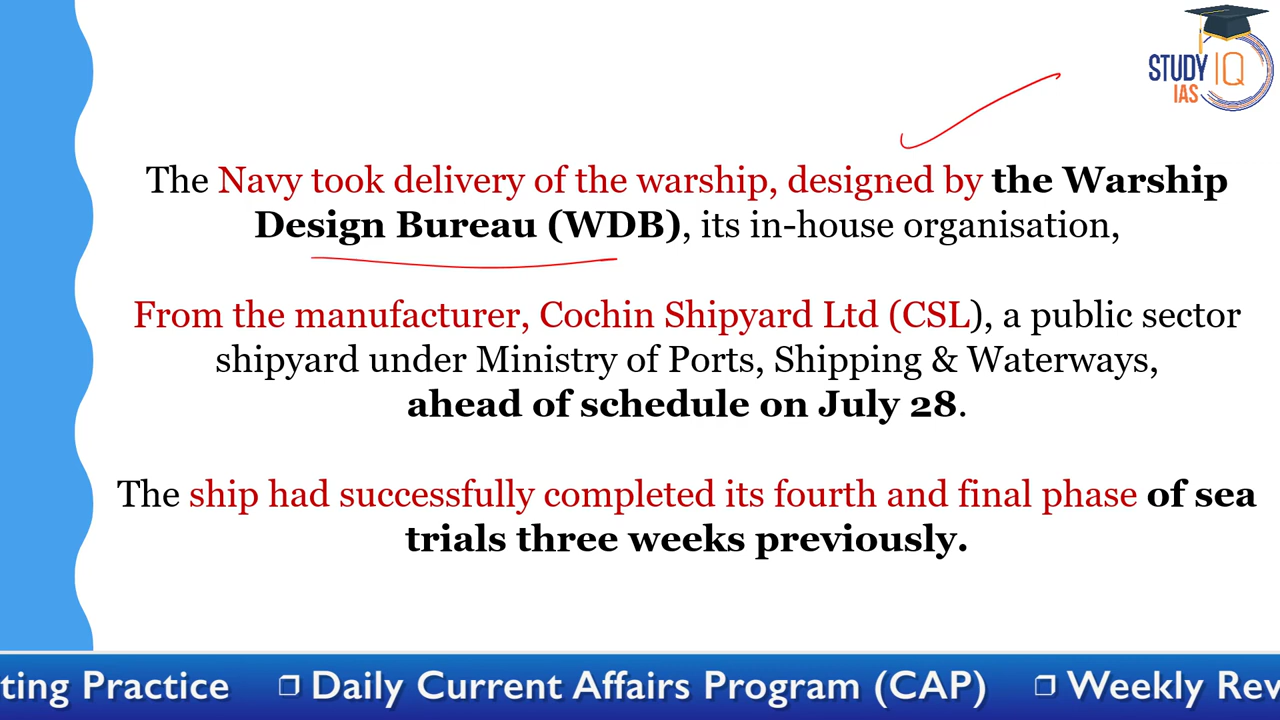 STUDY IQ
IAS
The Navy took delivery of the warship, designed by the Warship
Design Bureau (WDB), its in-house organisation,
From the manufacturer, Cochin Shipyard Ltd (CSL), a public sector
shipyard under Ministry of Ports, Shipping & Waterways,
ahead of schedule on July 28.
The ship had successfully completed its fourth and final phase of sea
trials three weeks previously.
ting Practice ❐ Daily Current Affairs Program (CAP) ❐ Weekly Rev